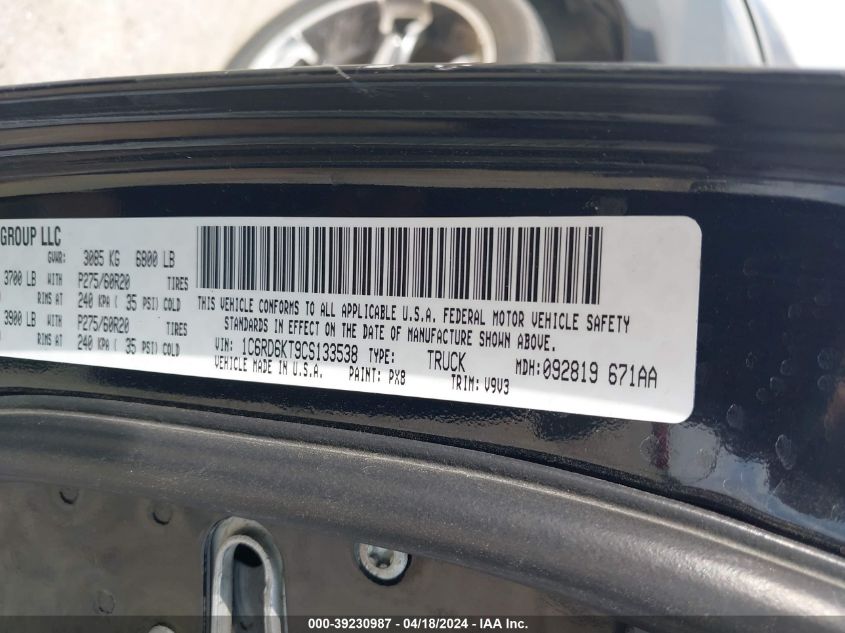 GROUP LLC
GVWR: 3085 KG 6800 LB
3700 LB WITH P275/60R20 TIRES
RIMS AT 240 KPA ( 35 PSI) COLD
3900 LB WITH P275/60R20 TIRES
RIMS AT 240 KPA ( 35 PSI) COLD
THIS VEHICLE CONFORMS TO ALL APPLICABLE U.S.A. FEDERAL MOTOR VEHICLE SAFETY
STANDARDS IN EFFECT ON THE DATE OF MANUFACTURE SHOWN ABOVE.
VIN: 1C6RD6KT9CS133538 TYPE: TRUCK MDH:092819 671AA
VEHICLE MADE IN U.S.A. PAINT: PX8 TRIM: V9V3
000-39230987 - 04/18/2024 - IAA Inc.